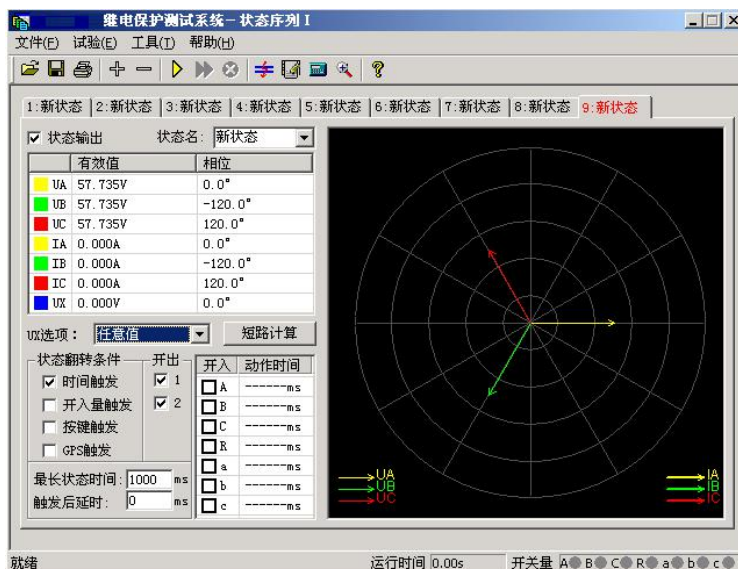 继电保护测试系统－状态序列 I
文件(F) 试验(E) 工具(T) 帮助(H)
1:新状态 2:新状态 3:新状态 4:新状态 5:新状态 6:新状态 7:新状态 8:新状态 9:新状态
状态输出 状态名: 新状态
有效值 相位
UA 57.735V 0.0°
UB 57.735V -120.0°
UC 57.735V 120.0°
IA 0.000A 0.0°
IB 0.000A -120.0°
IC 0.000A 120.0°
UX 0.000V 0.0°
UX选项: 任意值 短路计算
状态翻转条件 开出 开入 动作时间
时间触发 1 A ------ms
开入量触发 2 B ------ms
按键触发 C ------ms
GPS触发 R ------ms
a ------ms
最长状态时间: 1000 ms b ------ms
触发后延时: 0 ms c ------ms
UA
UB
UC
IA
IB
IC
就绪 运行时间 0.00s 开关量 A B C R a b c